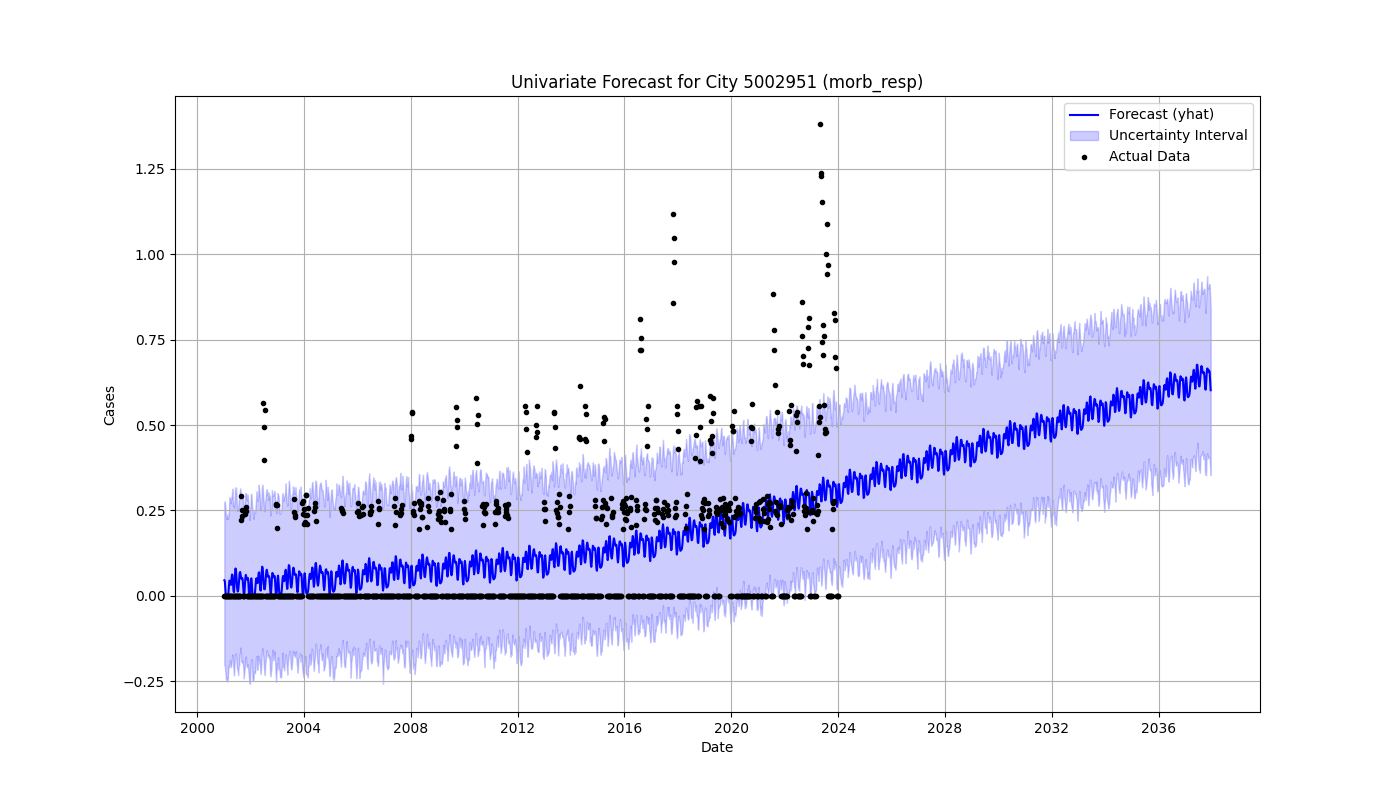 Univariate Forecast for City 5002951 (morb_resp)
Forecast (yhat)
Uncertainty Interval
Actual Data
1.25
1.00
0.75
0.50
0.25
0.00
−0.25
Cases
2000 2004 2008 2012 2016 2020 2024 2028 2032 2036
Date